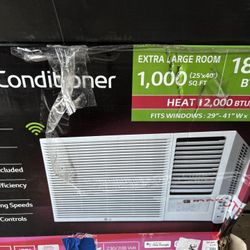 Conditioner
EXTRA LARGE ROOM
1,000 (25'x40')
SQ.FT
18
B
HEAT 12,000 BTU
FITS WINDOWS: 29"- 41"W x
cluded
fficiency
ng Speeds
Controls